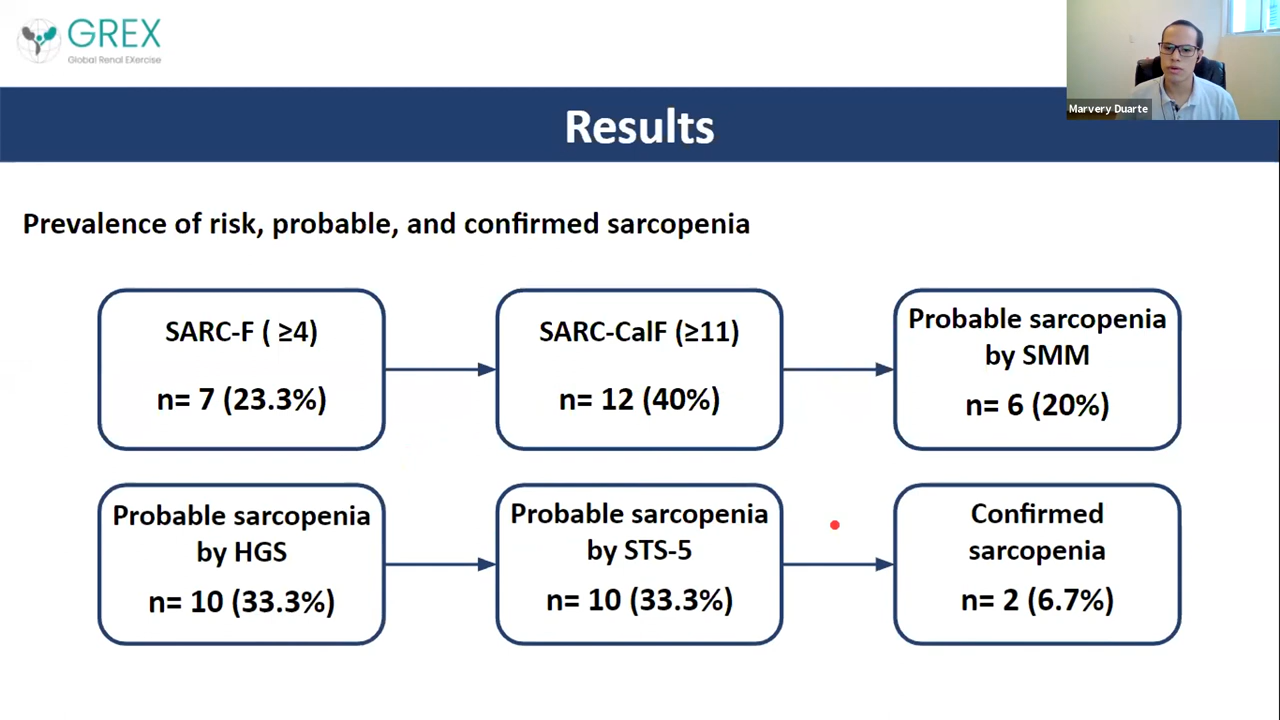 GREX
Global Renal Exercise
Marvery Duarte
Results
Prevalence of risk, probable, and confirmed sarcopenia
SARC-F ( ≥4)
n= 7 (23.3%)
SARC-CalF (≥11)
n= 12 (40%)
Probable sarcopenia
by SMM
n= 6 (20%)
Probable sarcopenia
by HGS
n= 10 (33.3%)
Probable sarcopenia
by STS-5
n= 10 (33.3%)
Confirmed
sarcopenia
n= 2 (6.7%)